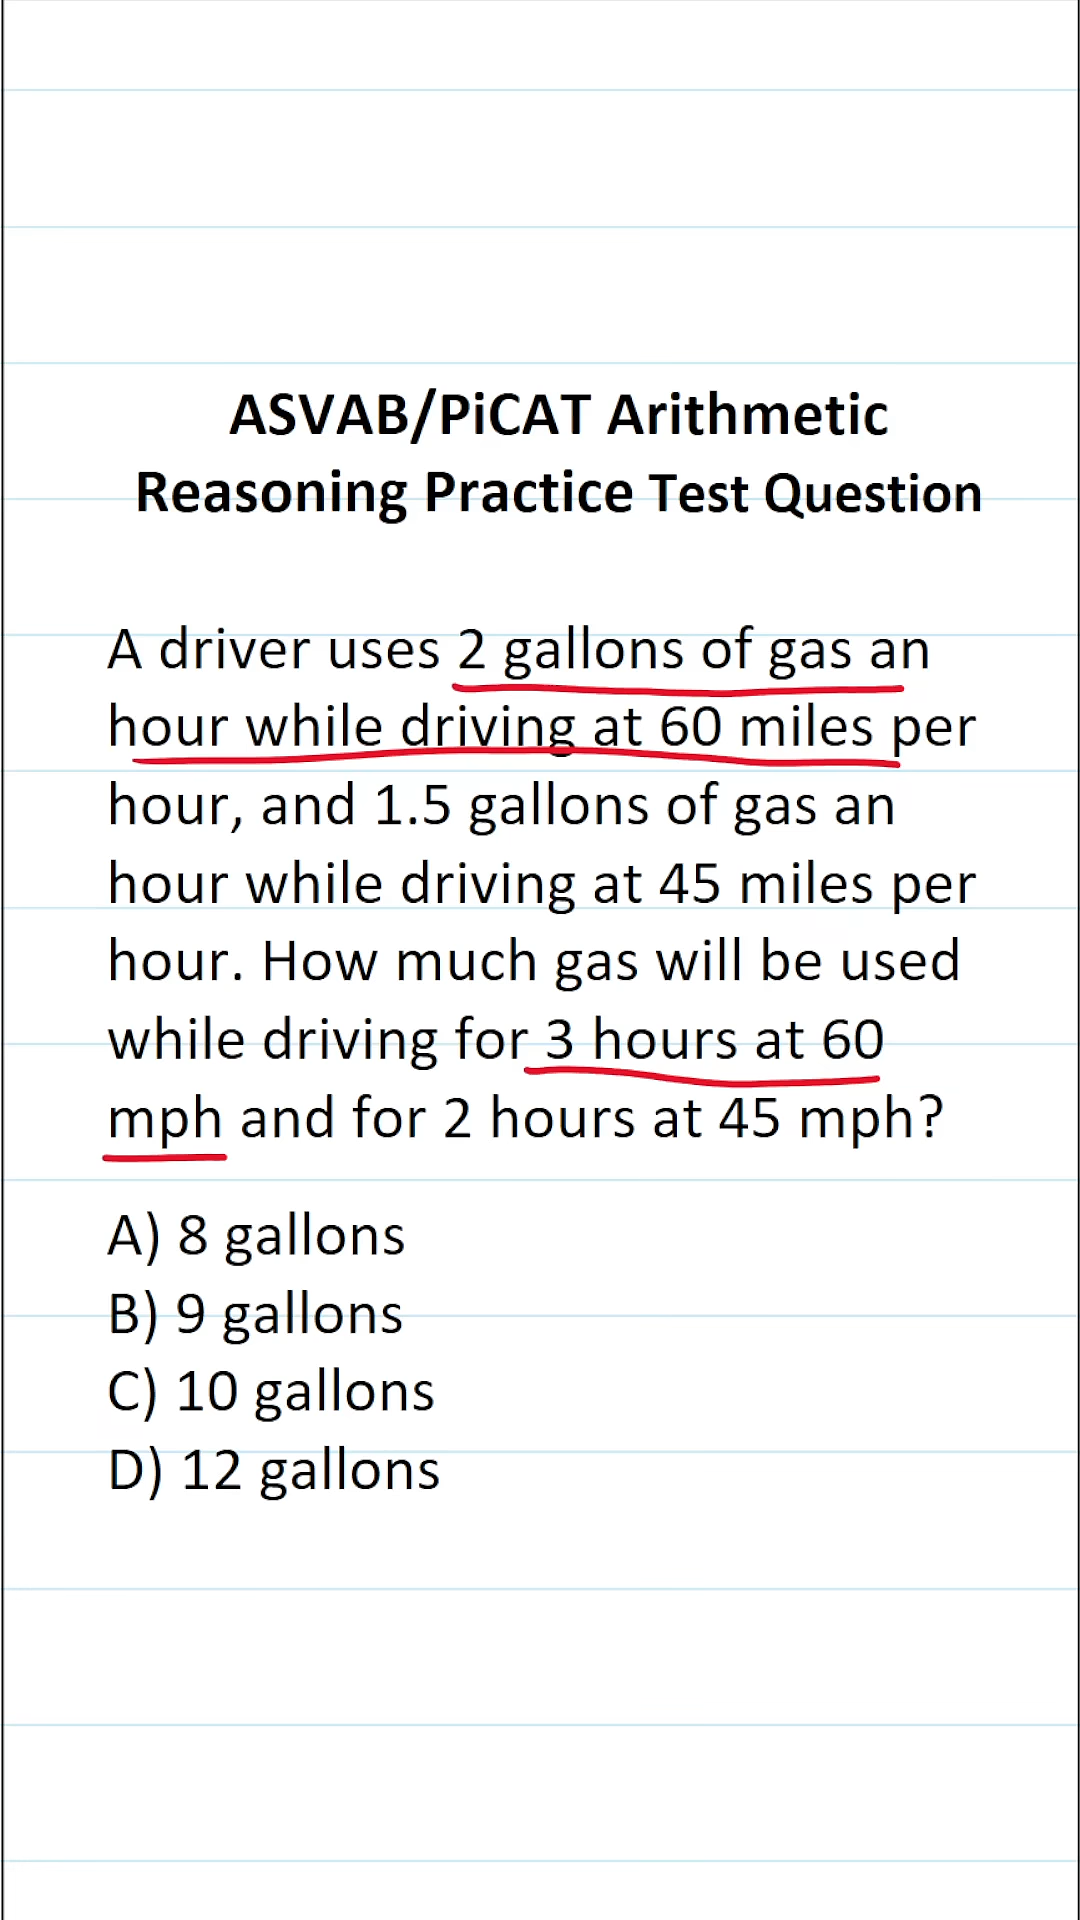 ASVAB/PiCAT Arithmetic
Reasoning Practice Test Question
A driver uses 2 gallons of gas an
hour while driving at 60 miles per
hour, and 1.5 gallons of gas an
hour while driving at 45 miles per
hour. How much gas will be used
while driving for 3 hours at 60
mph and for 2 hours at 45 mph?
A) 8 gallons
B) 9 gallons
C) 10 gallons
D) 12 gallons